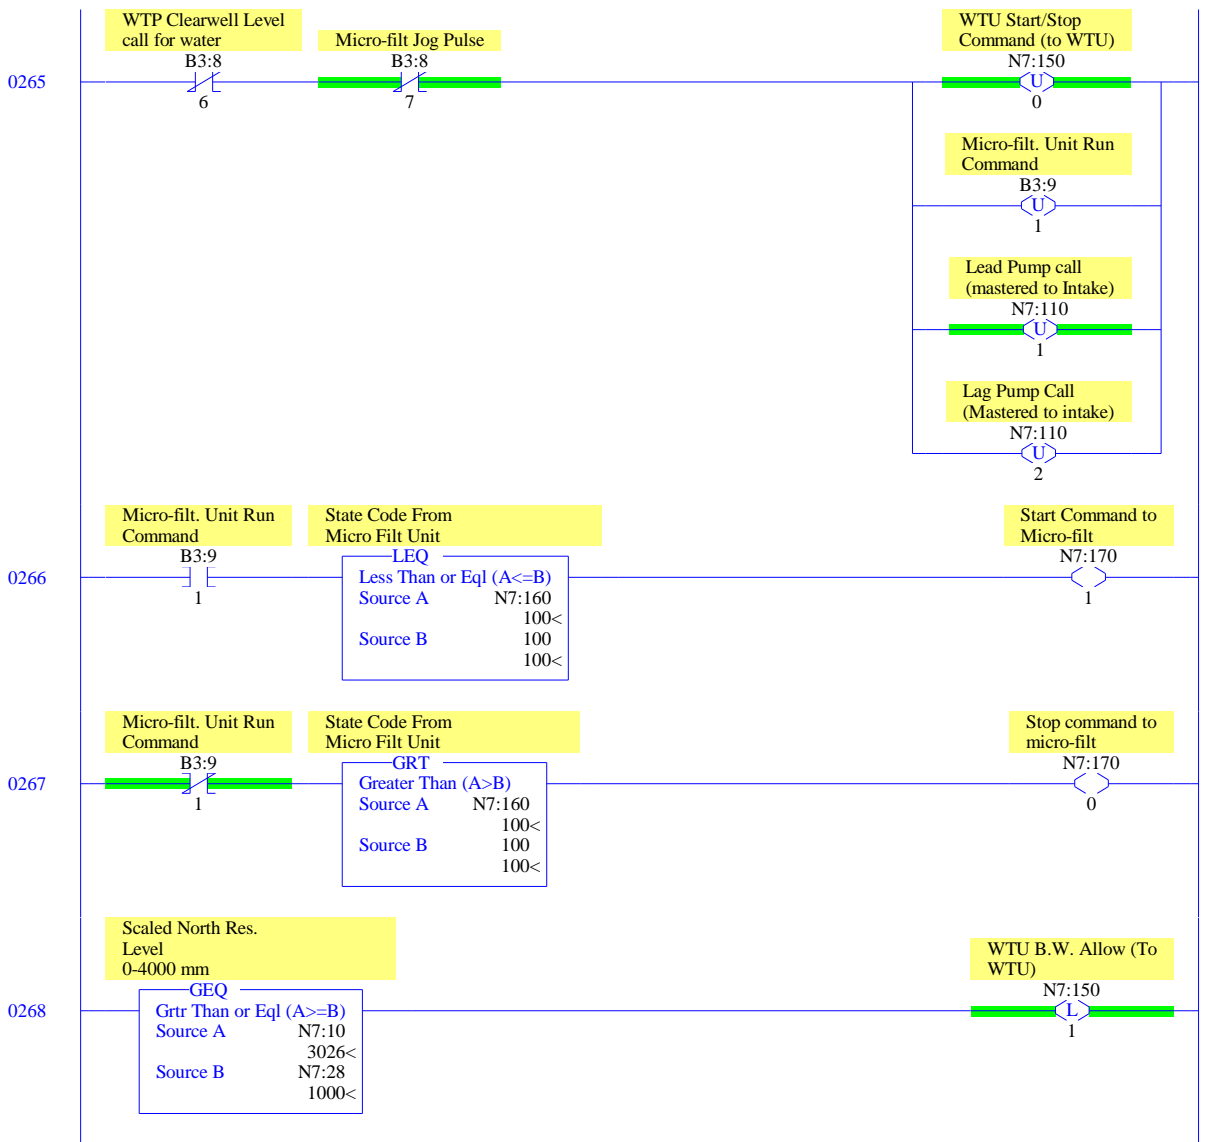 WTP Clearwell Level
call for water
B3:8
6
Micro-filt Jog Pulse
B3:8
7
WTU Start/Stop
Command (to WTU)
N7:150
U
0
0265
Micro-filt. Unit Run
Command
B3:9
U
1
Lead Pump call
(mastered to Intake)
N7:110
U
1
Lag Pump Call
(Mastered to intake)
N7:110
U
2
Micro-filt. Unit Run
Command
B3:9
1
State Code From
Micro Filt Unit
LEQ
Less Than or Eql (A<=B)
Source A N7:160
100<
Source B 100
100<
Start Command to
Micro-filt
N7:170
1
0266
Micro-filt. Unit Run
Command
B3:9
1
State Code From
Micro Filt Unit
GRT
Greater Than (A>B)
Source A N7:160
100<
Source B 100
100<
Stop command to
micro-filt
N7:170
0
0267
Scaled North Res.
Level
0-4000 mm
GEQ
Grtr Than or Eql (A>=B)
Source A N7:10
3026<
Source B N7:28
1000<
WTU B.W. Allow (To
WTU)
N7:150
L
1
0268